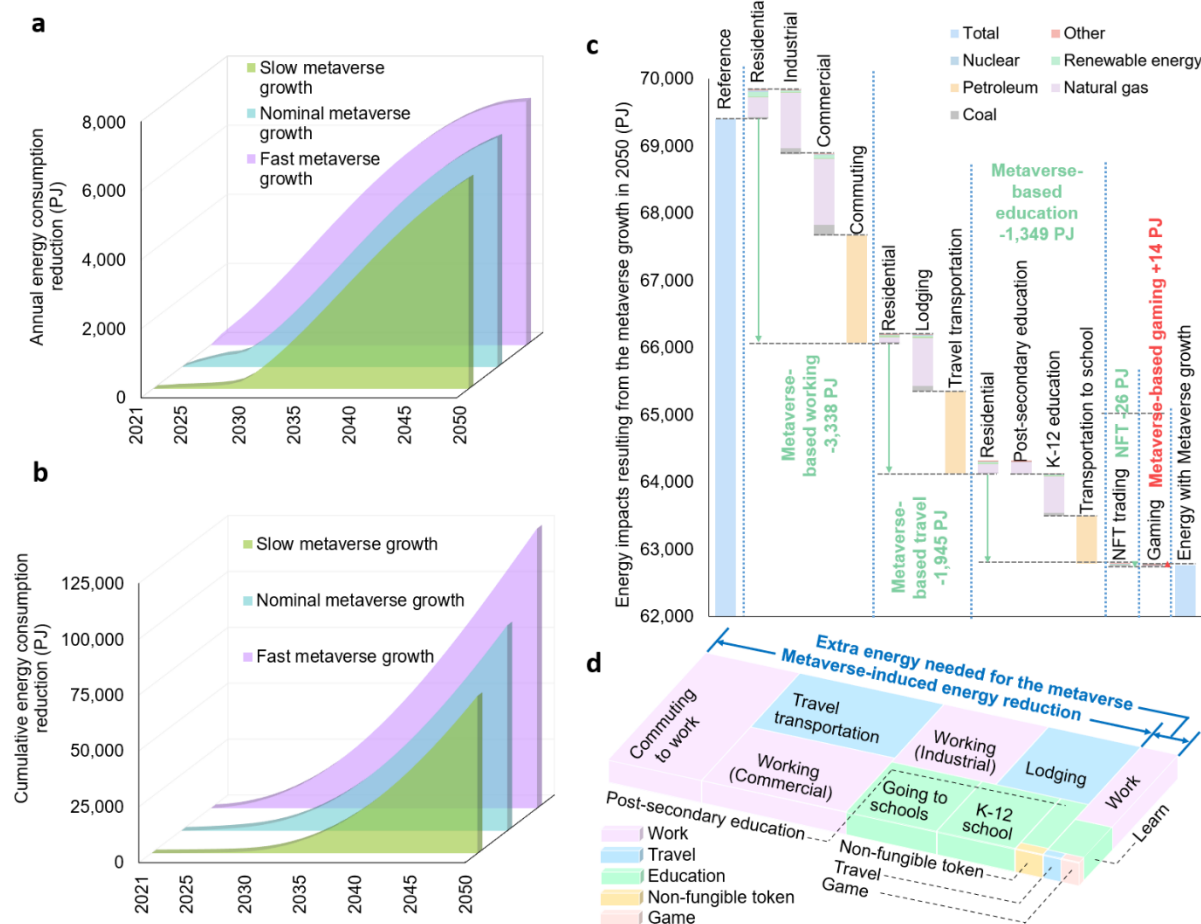 a
Slow metaverse
growth
Nominal metaverse
growth
Fast metaverse
growth
Annual energy consumption
reduction (PJ)
8,000
6,000
4,000
2,000
0
2021
2025
2030
2035
2040
2045
2050
b
Slow metaverse growth
Nominal metaverse growth
Fast metaverse growth
Cumulative energy consumption
reduction (PJ)
125,000
100,000
75,000
50,000
25,000
0
2021
2025
2030
2035
2040
2045
2050
c
Total
Nuclear
Petroleum
Coal
Other
Renewable energy
Natural gas
Energy impacts resulting from the metaverse growth in 2050 (PJ)
70,000
69,000
68,000
67,000
66,000
65,000
64,000
63,000
62,000
Reference
Residential
Industrial
Commercial
Commuting
Metaverse-
based working
-3,338 PJ
Residential
Lodging
Travel transportation
Metaverse-
based travel
-1,945 PJ
Metaverse-
based
education
-1,349 PJ
Residential
Post-secondary education
K-12 education
Transportation to school
NFT trading
NFT -26 PJ
Gaming
Metaverse-based gaming +14 PJ
Energy with Metaverse growth
d
Extra energy needed for the metaverse
Metaverse-induced energy reduction
Commuting
to work
Travel
transportation
Working
(Commercial)
Working
(Industrial)
Lodging
Work
Going to
schools
K-12
school
Learn
Post-secondary education
Non-fungible token
Travel
Game
Work
Travel
Education
Non-fungible token
Game